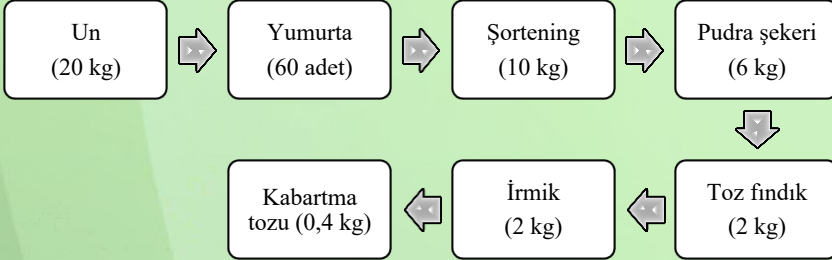 Un
(20 kg)
Yumurta
(60 adet)
Şortening
(10 kg)
Pudra şekeri
(6 kg)
Toz fındık
(2 kg)
İrmik
(2 kg)
Kabartma
tozu (0,4 kg)